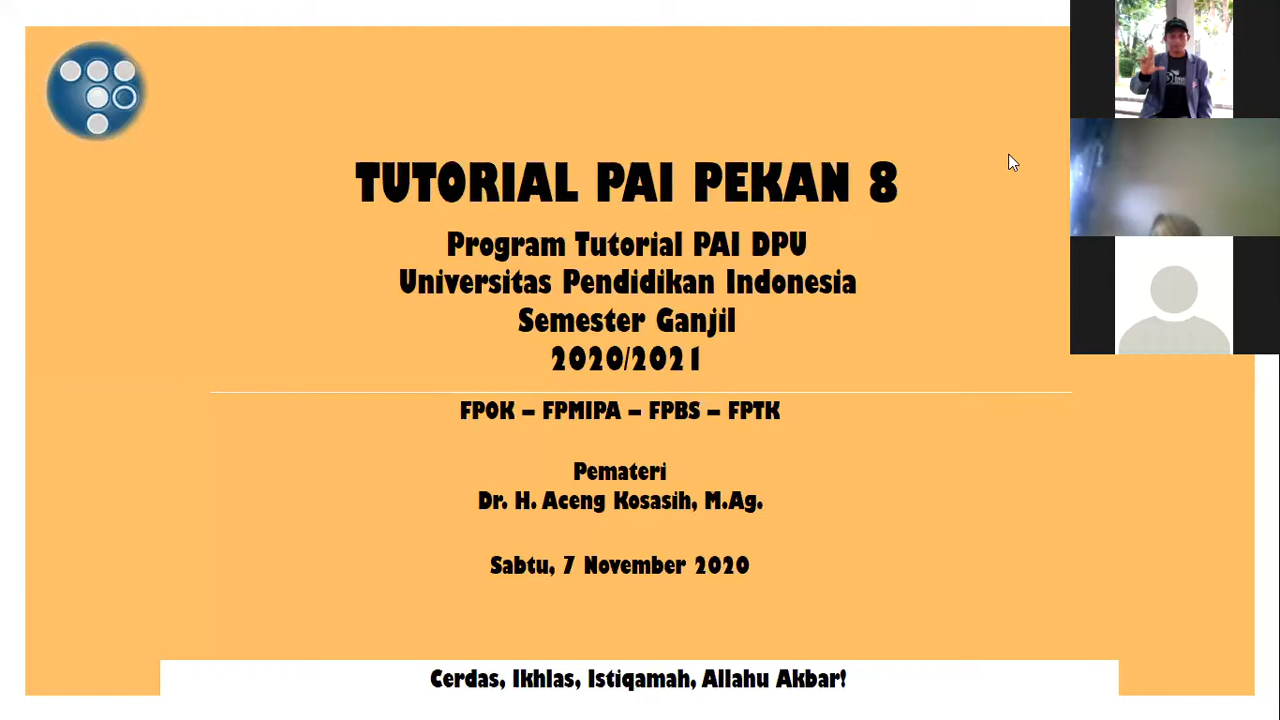 TUTORIAL PAI PEKAN 8
Program Tutorial PAI DPU
Universitas Pendidikan Indonesia
Semester Ganjil
2020/2021
FPOK – FPMIPA – FPBS – FPTK
Pemateri
Dr. H. Aceng Kosasih, M.Ag.
Sabtu, 7 November 2020
Cerdas, Ikhlas, Istiqamah, Allahu Akbar!